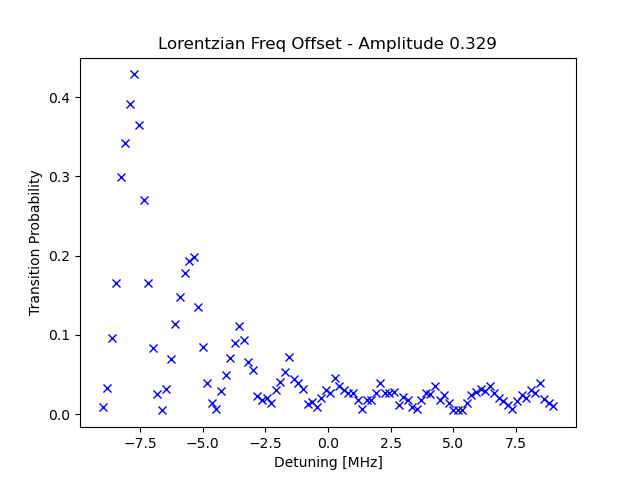 Lorentzian Freq Offset - Amplitude 0.329
Transition Probability
0.4
0.3
0.2
0.1
0.0
−7.5 −5.0 −2.5 0.0 2.5 5.0 7.5
Detuning [MHz]